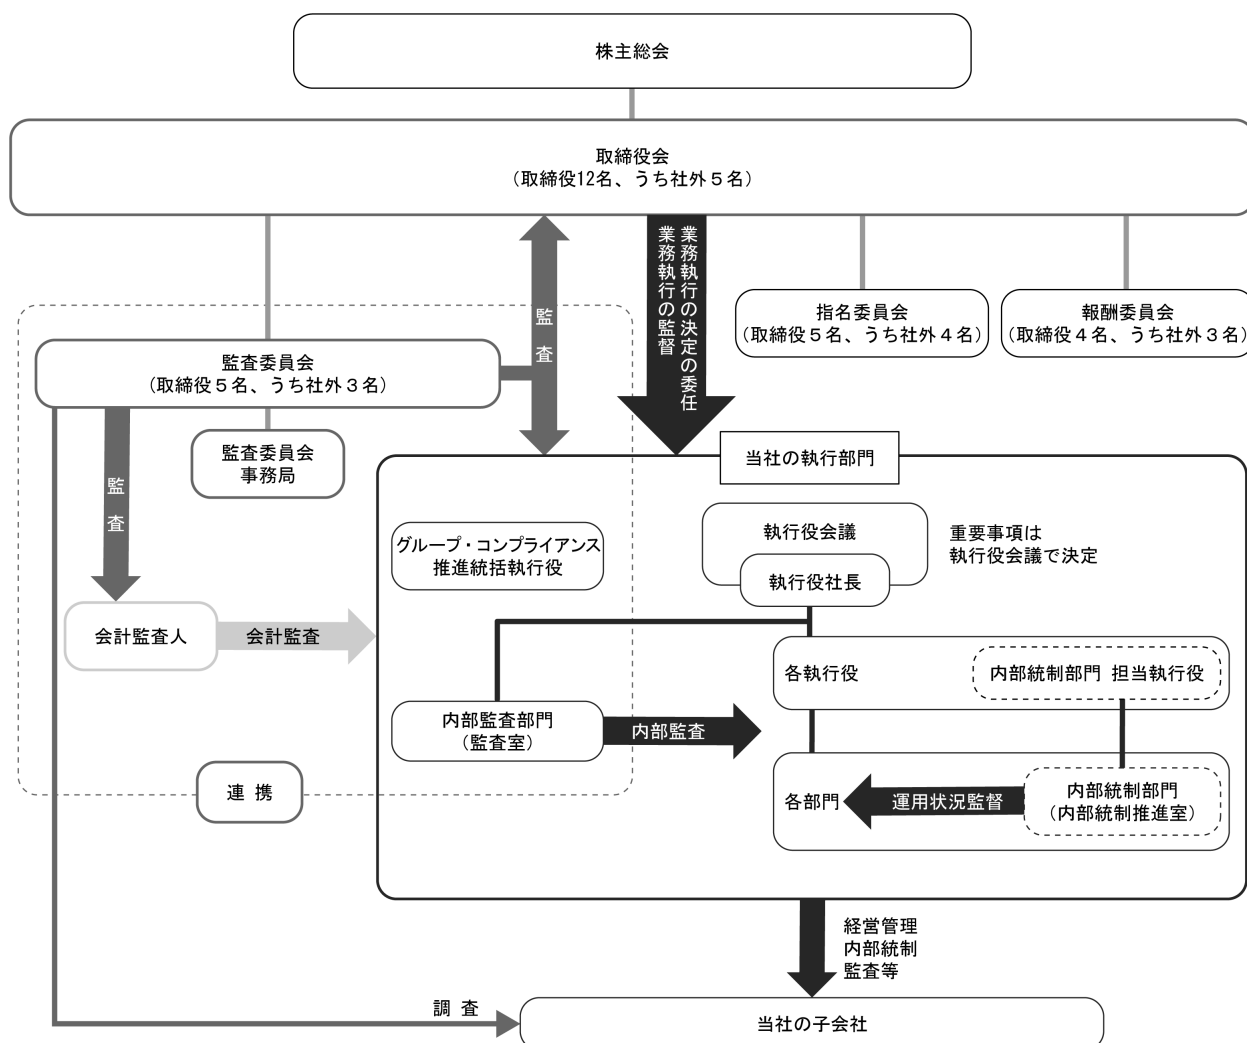 株主総会
取締役会
(取締役12名、うち社外５名)
業務執行の決定の委任
業務執行の監督
監査
指名委員会
(取締役５名、うち社外４名)
報酬委員会
(取締役４名、うち社外３名)
監査委員会
(取締役５名、うち社外３名)
監査委員会
事務局
監査
当社の執行部門
グループ・コンプライアンス
推進統括執行役
執行役会議
執行役社長
重要事項は
執行役会議で決定
会計監査人
会計監査
各執行役
内部統制部門 担当執行役
内部監査部門
(監査室)
内部監査
連 携
各部門
運用状況監督
内部統制部門
(内部統制推進室)
経営管理
内部統制
監査等
調 査
当社の子会社